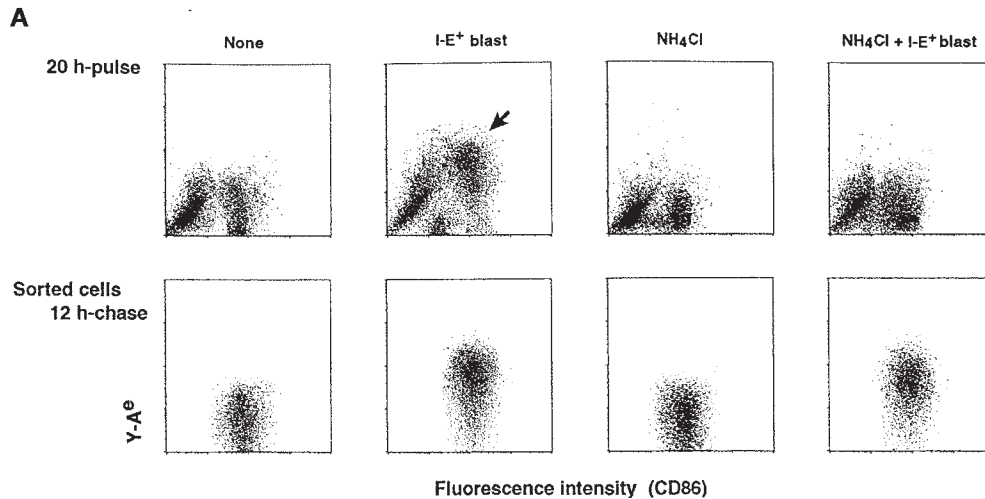 A
None
I-E+ blast
NH4Cl
NH4Cl + I-E+ blast
20 h-pulse
Sorted cells
12 h-chase
Y-Ae
Fluorescence intensity (CD86)